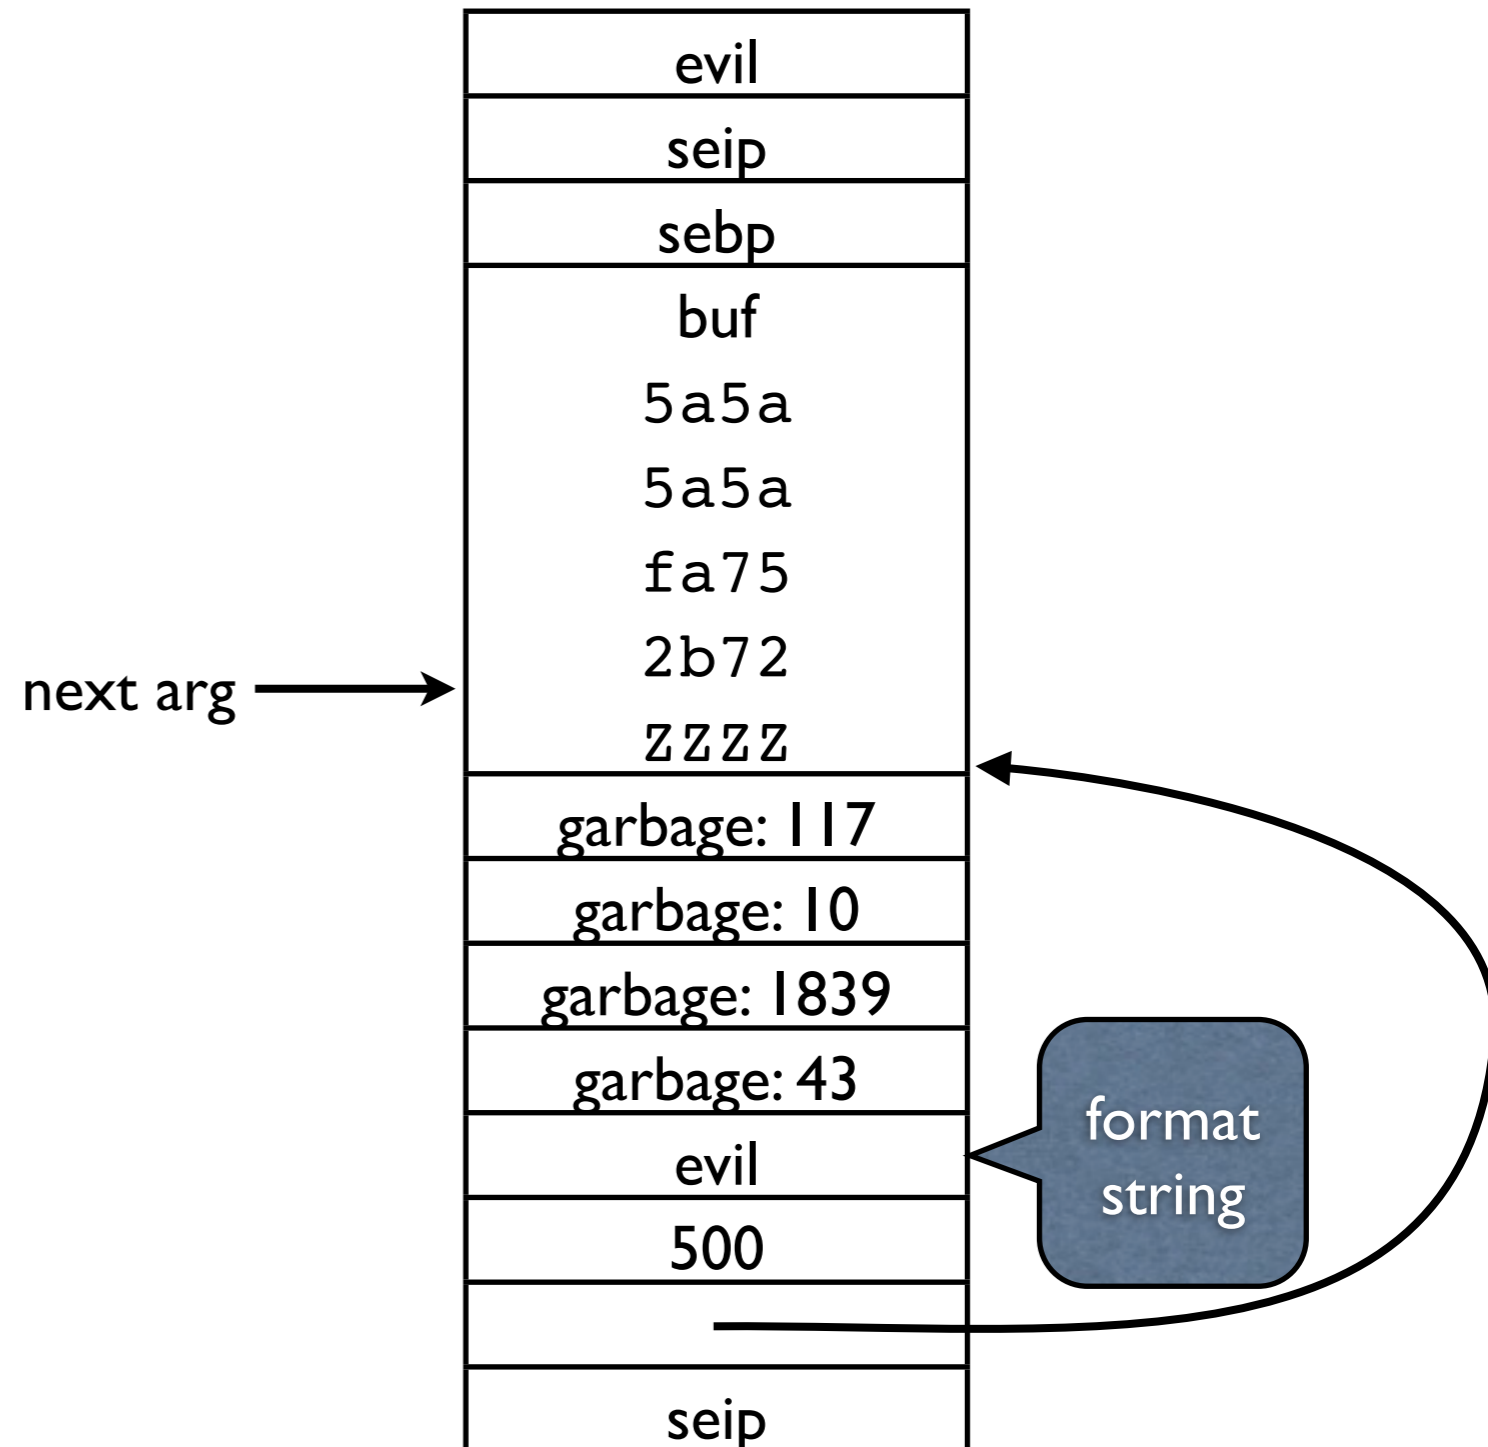 evil
seip
sebp
buf
5a5a
5a5a
fa75
2b72
next arg
ZZZZ
garbage: 117
garbage: 10
garbage: 1839
garbage: 43
evil
format
string
500
seip